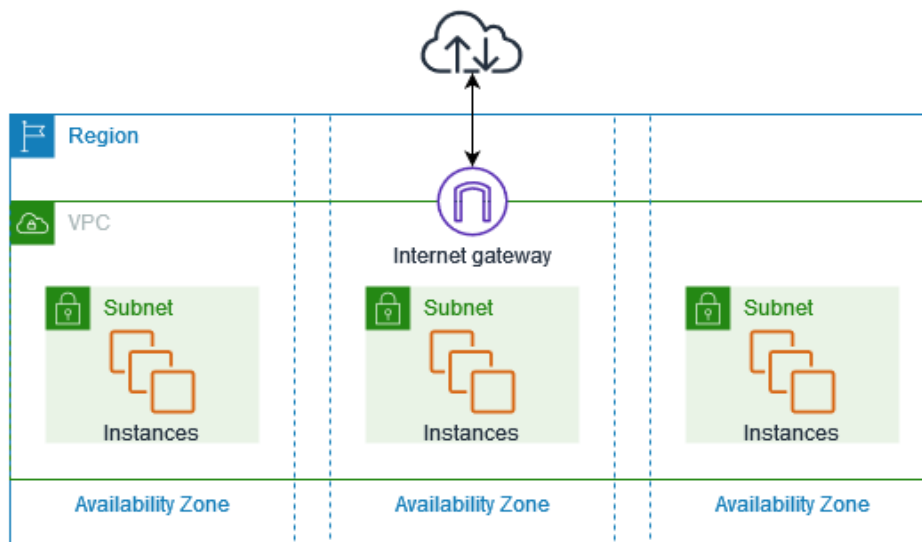 Region
VPC
Internet gateway
Subnet
Subnet
Subnet
Instances
Instances
Instances
Availability Zone
Availability Zone
Availability Zone